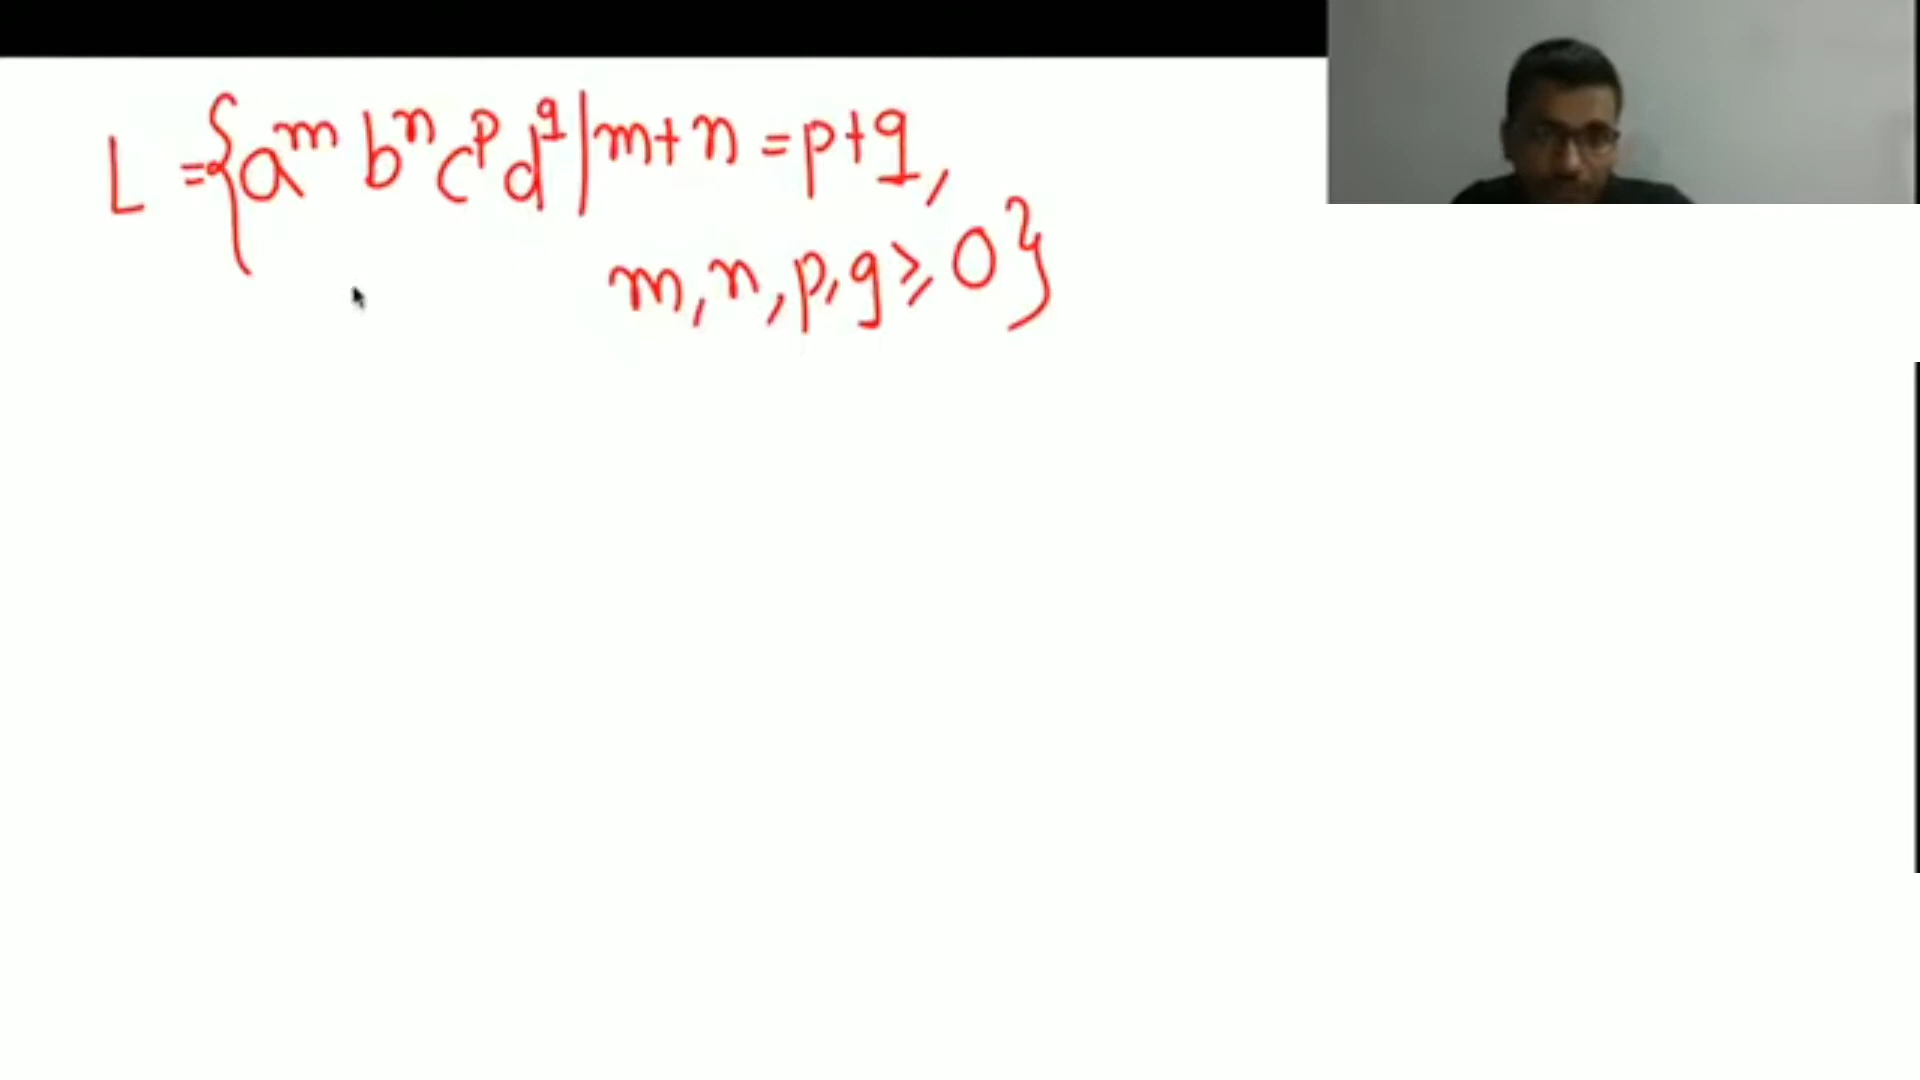 L = {a^m b^n c^p d^q | m+n = p+q,
m, n, p, q ≥ 0}